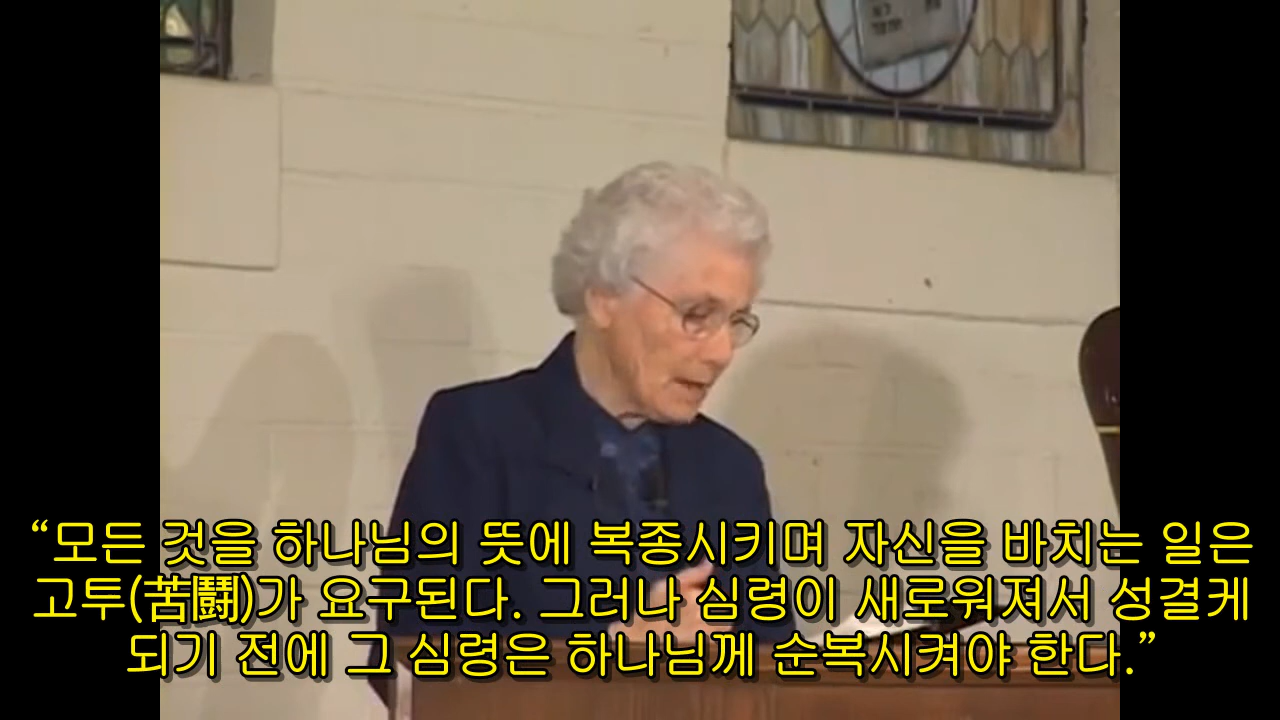 “모든 것을 하나님의 뜻에 복종시키며 자신을 바치는 일은
고투(苦鬪)가 요구된다. 그러나 심령이 새로워져서 성결케
되기 전에 그 심령은 하나님께 순복시켜야 한다.”